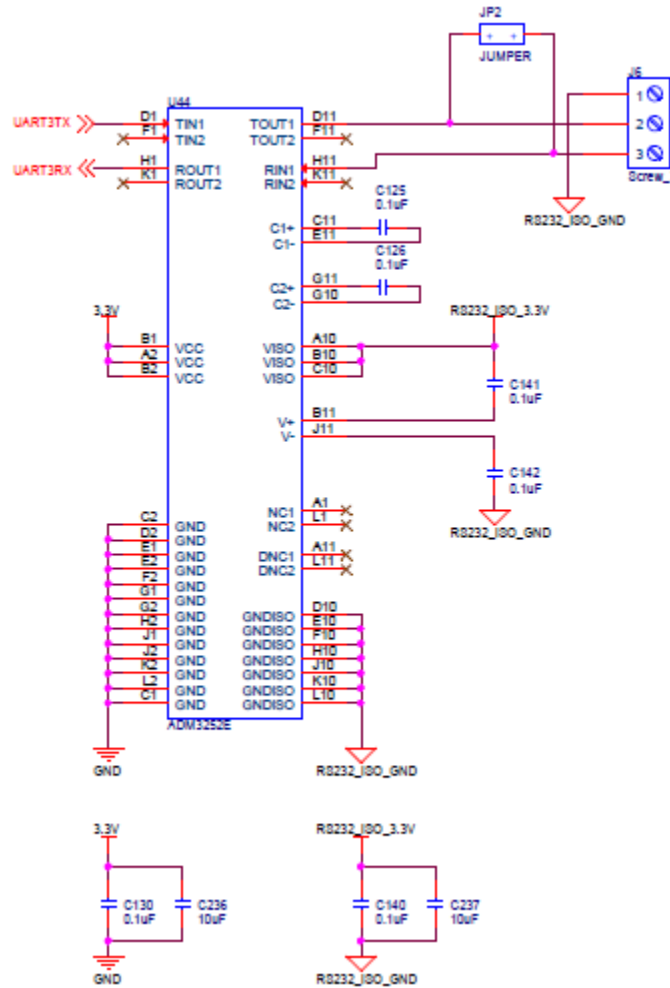 JP2
JUMPER
J6
1
2
3
Screw_
RS232_ISO_GND
U44
UART3TX
D1 TIN1 TOUT1 D11
F1 TIN2 TOUT2 F11
UART3RX
H1 ROUT1 RIN1 H11
K1 ROUT2 RIN2 K11
C125
0.1uF
C1+ C11
C1- E11
C126
0.1uF
C2+ G11
C2- G10
3.3V
RS232_ISO_3.3V
B1 VCC VISO A10
A2 VCC VISO B10
B2 VCC VISO C10
C141
0.1uF
V+ B11
V- J11
C142
0.1uF
RS232_ISO_GND
NC1 A1
NC2 L1
DNC1 A11
DNC2 L11
C2 GND
D2 GND
E1 GND
E2 GND
F2 GND
G1 GND
G2 GND GNDISO D10
H2 GND GNDISO E10
J1 GND GNDISO F10
J2 GND GNDISO H10
K2 GND GNDISO J10
L2 GND GNDISO K10
C1 GND GNDISO L10
ADM3252E
GND
RS232_ISO_GND
3.3V
RS232_ISO_3.3V
C130
0.1uF
C236
10uF
C140
0.1uF
C237
10uF
GND
RS232_ISO_GND